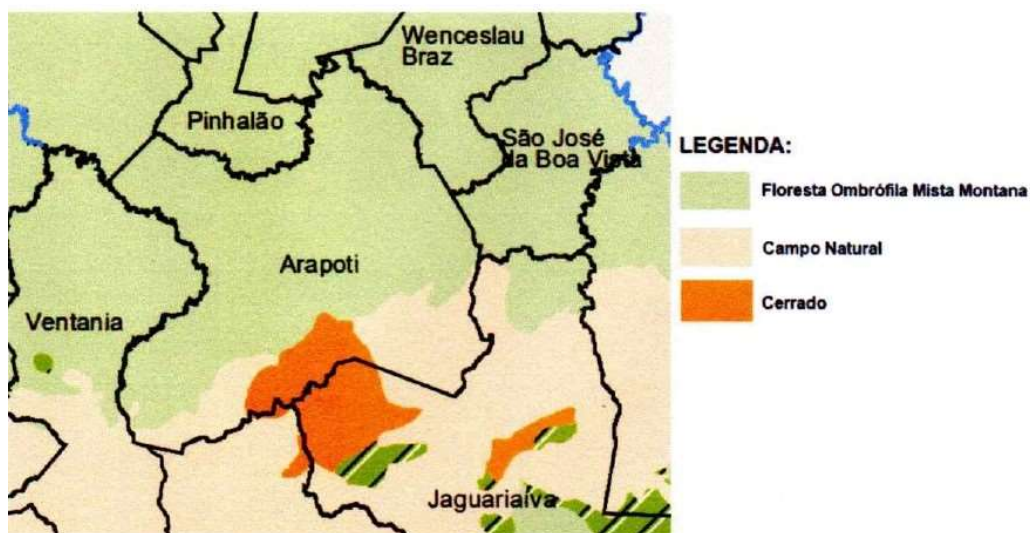 Wenceslau
Braz
Pinhalão
São José
da Boa Vista
Arapoti
Ventania
Jaguariaíva
LEGENDA:
Floresta Ombrófila Mista Montana
Campo Natural
Cerrado